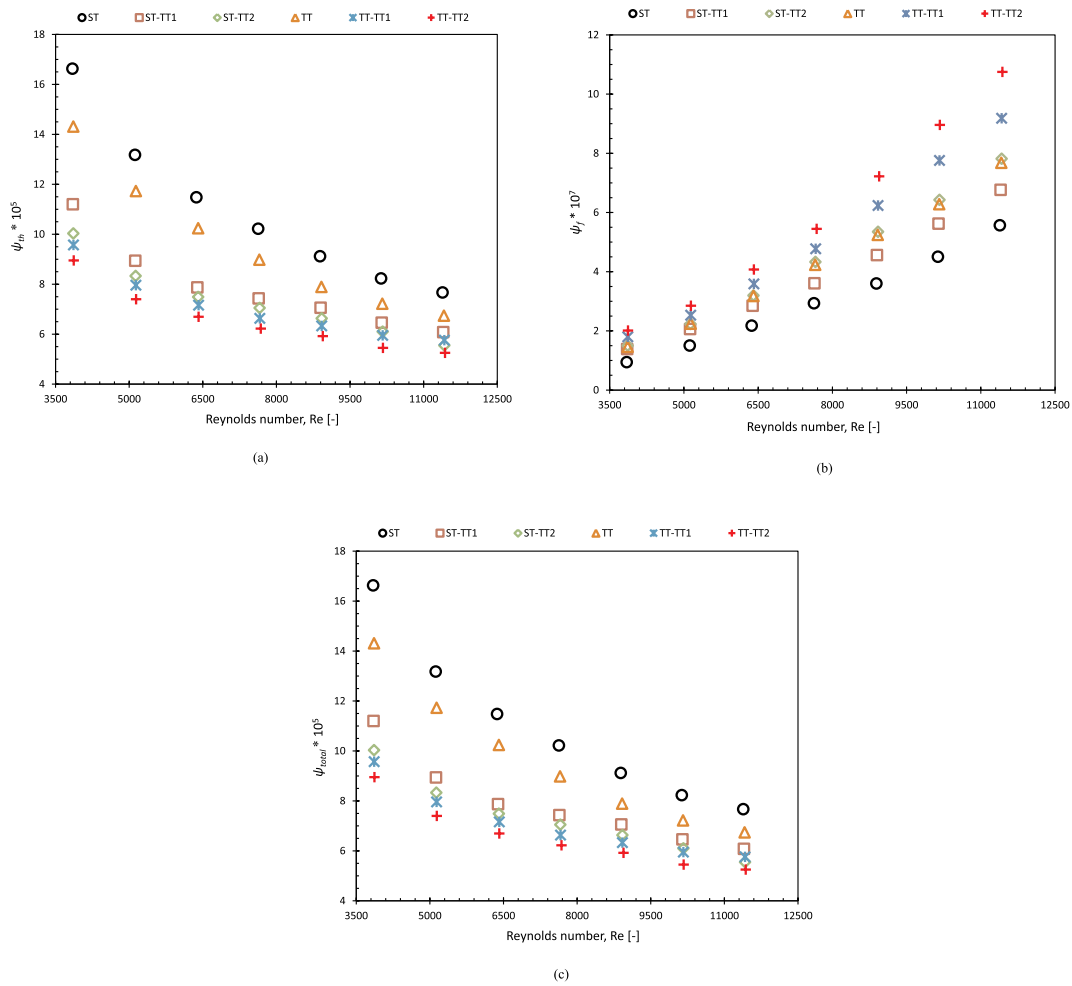 ST ST-TT1 ST-TT2 TT TT-TT1 TT-TT2
18
16
14
12
10
8
6
4
ψth * 10^5
3500 5000 6500 8000 9500 11000 12500
Reynolds number, Re [-]
(a)
ST ST-TT1 ST-TT2 TT TT-TT1 TT-TT2
12
10
8
6
4
2
0
ψf * 10^7
3500 5000 6500 8000 9500 11000 12500
Reynolds number, Re [-]
(b)
ST ST-TT1 ST-TT2 TT TT-TT1 TT-TT2
18
16
14
12
10
8
6
4
ψtotal * 10^5
3500 5000 6500 8000 9500 11000 12500
Reynolds number, Re [-]
(c)